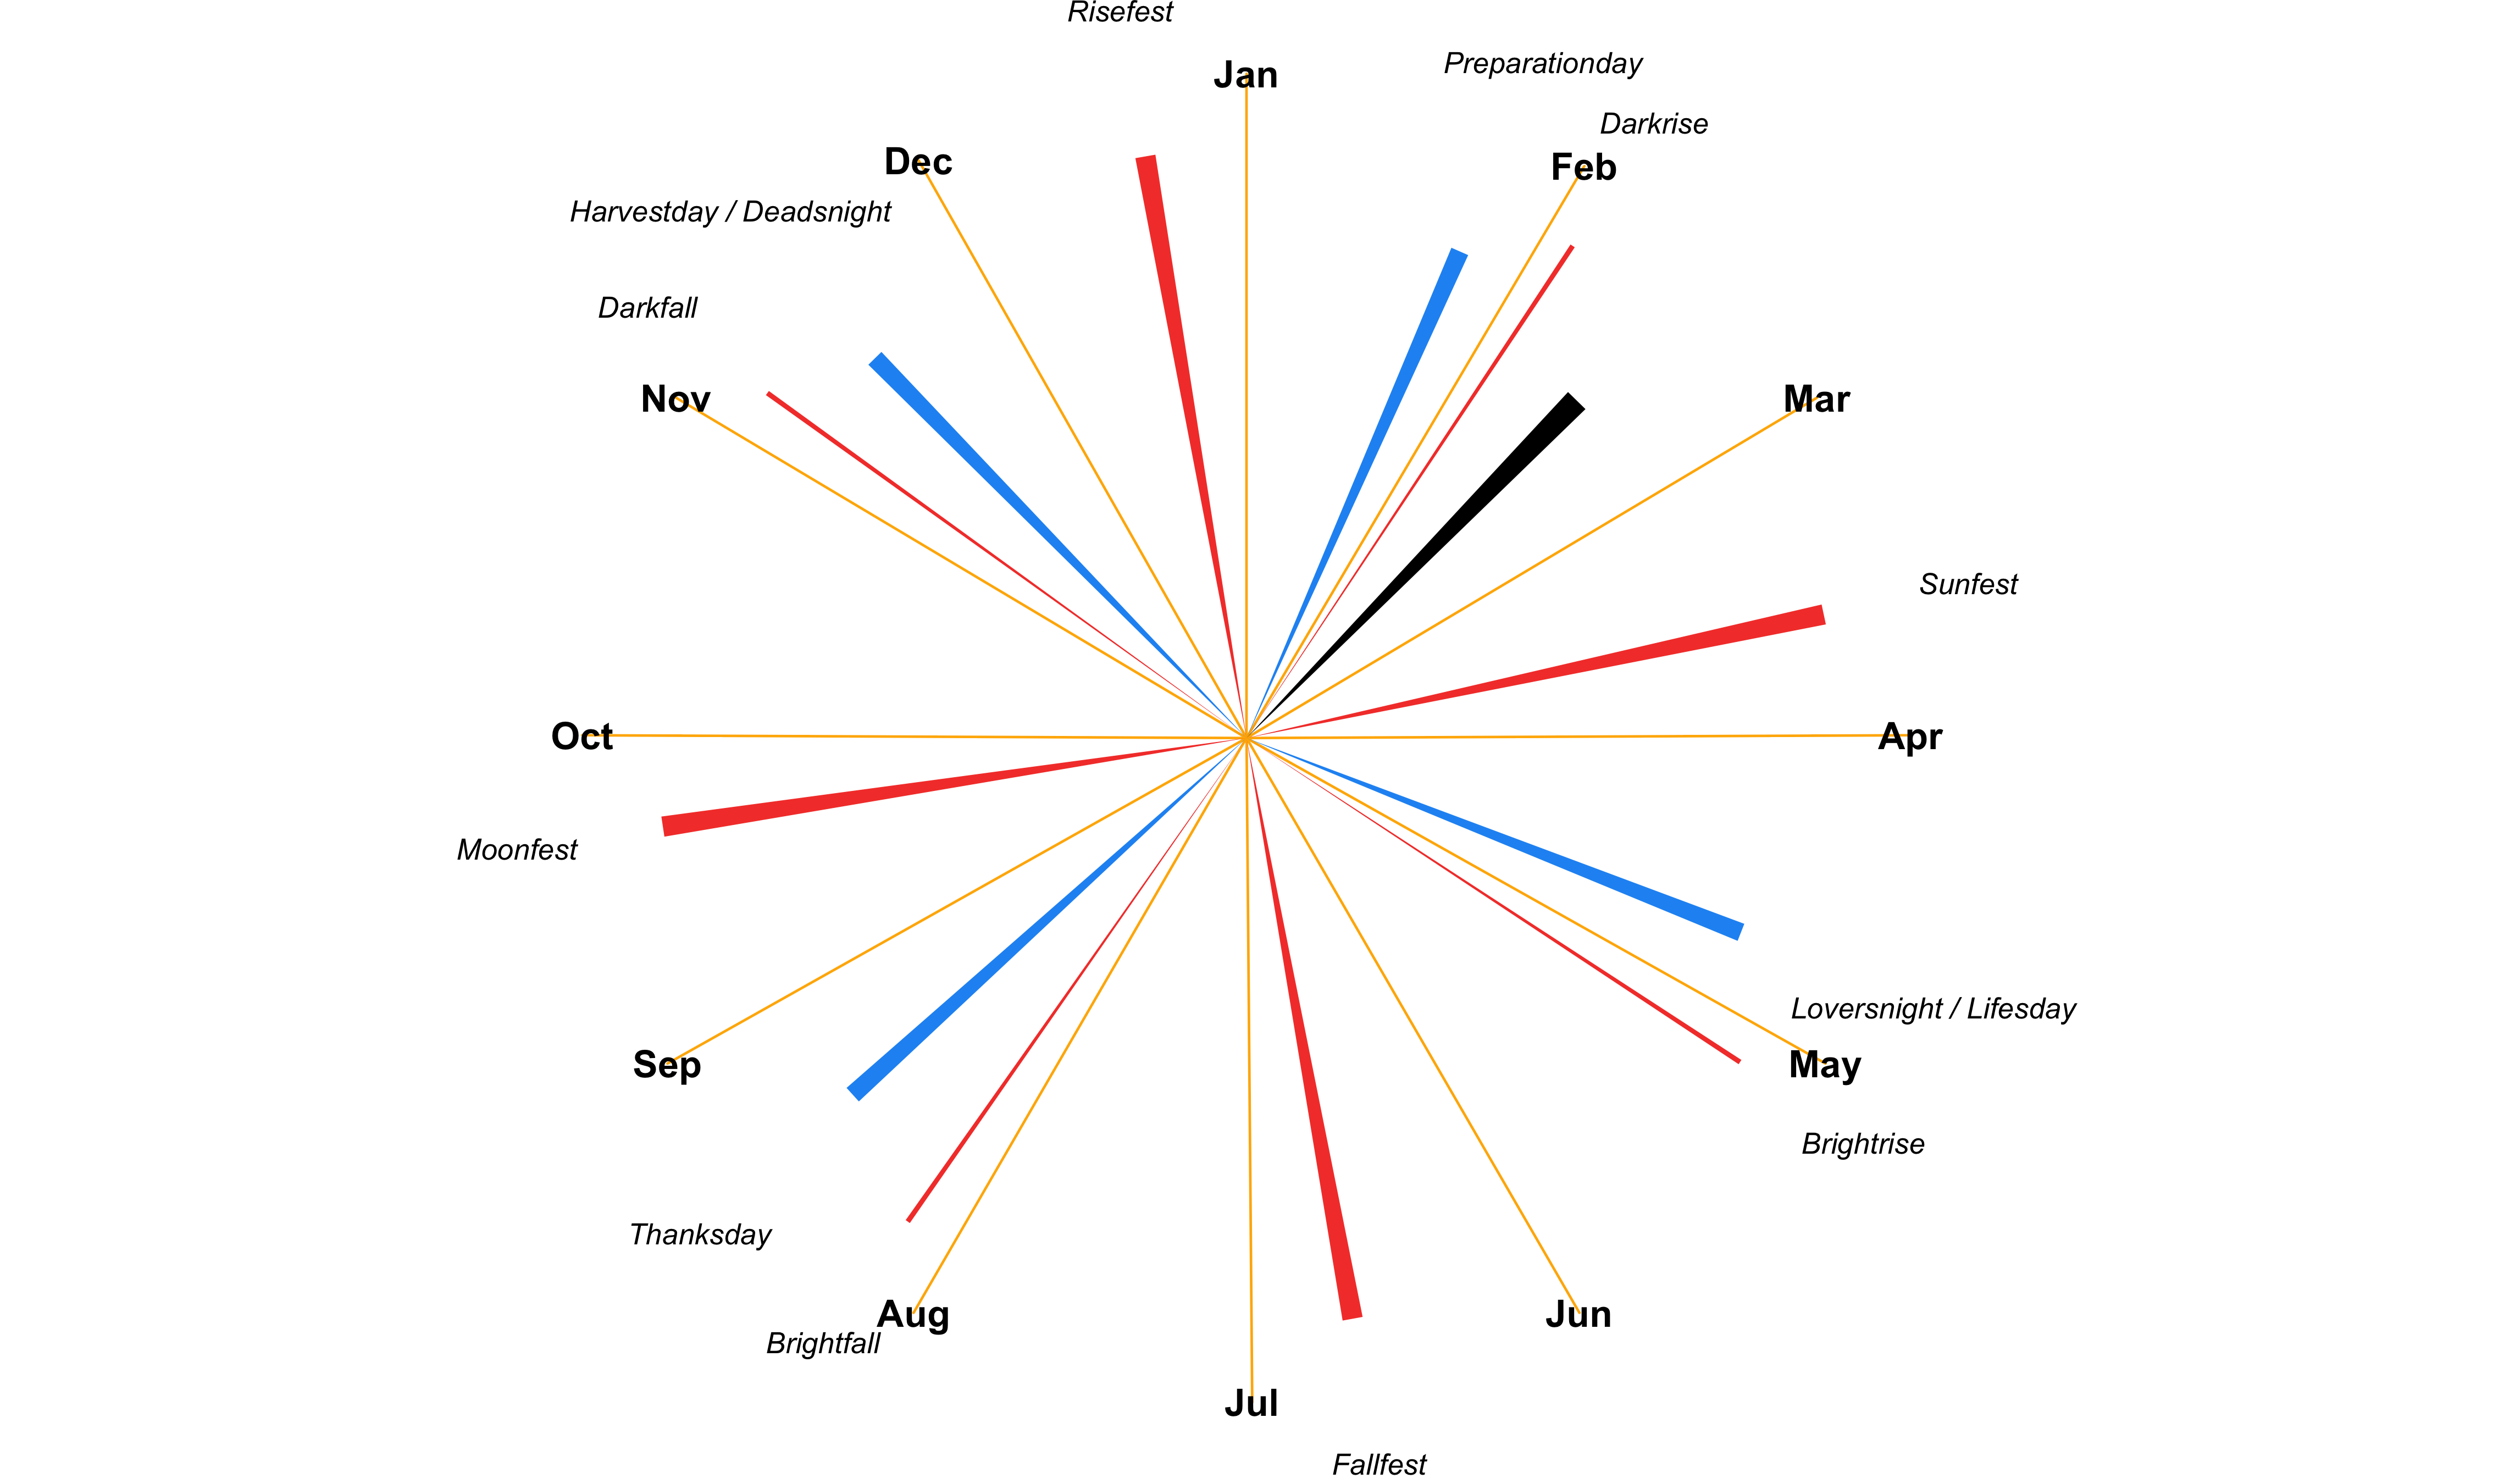 Risefest
Preparationday
Jan
Darkrise
Dec
Feb
Harvestday / Deadsnight
Darkfall
Nov
Mar
Sunfest
Oct
Apr
Moonfest
Loversnight / Lifesday
Sep
May
Brightrise
Thanksday
Aug
Jun
Brightfall
Jul
Fallfest